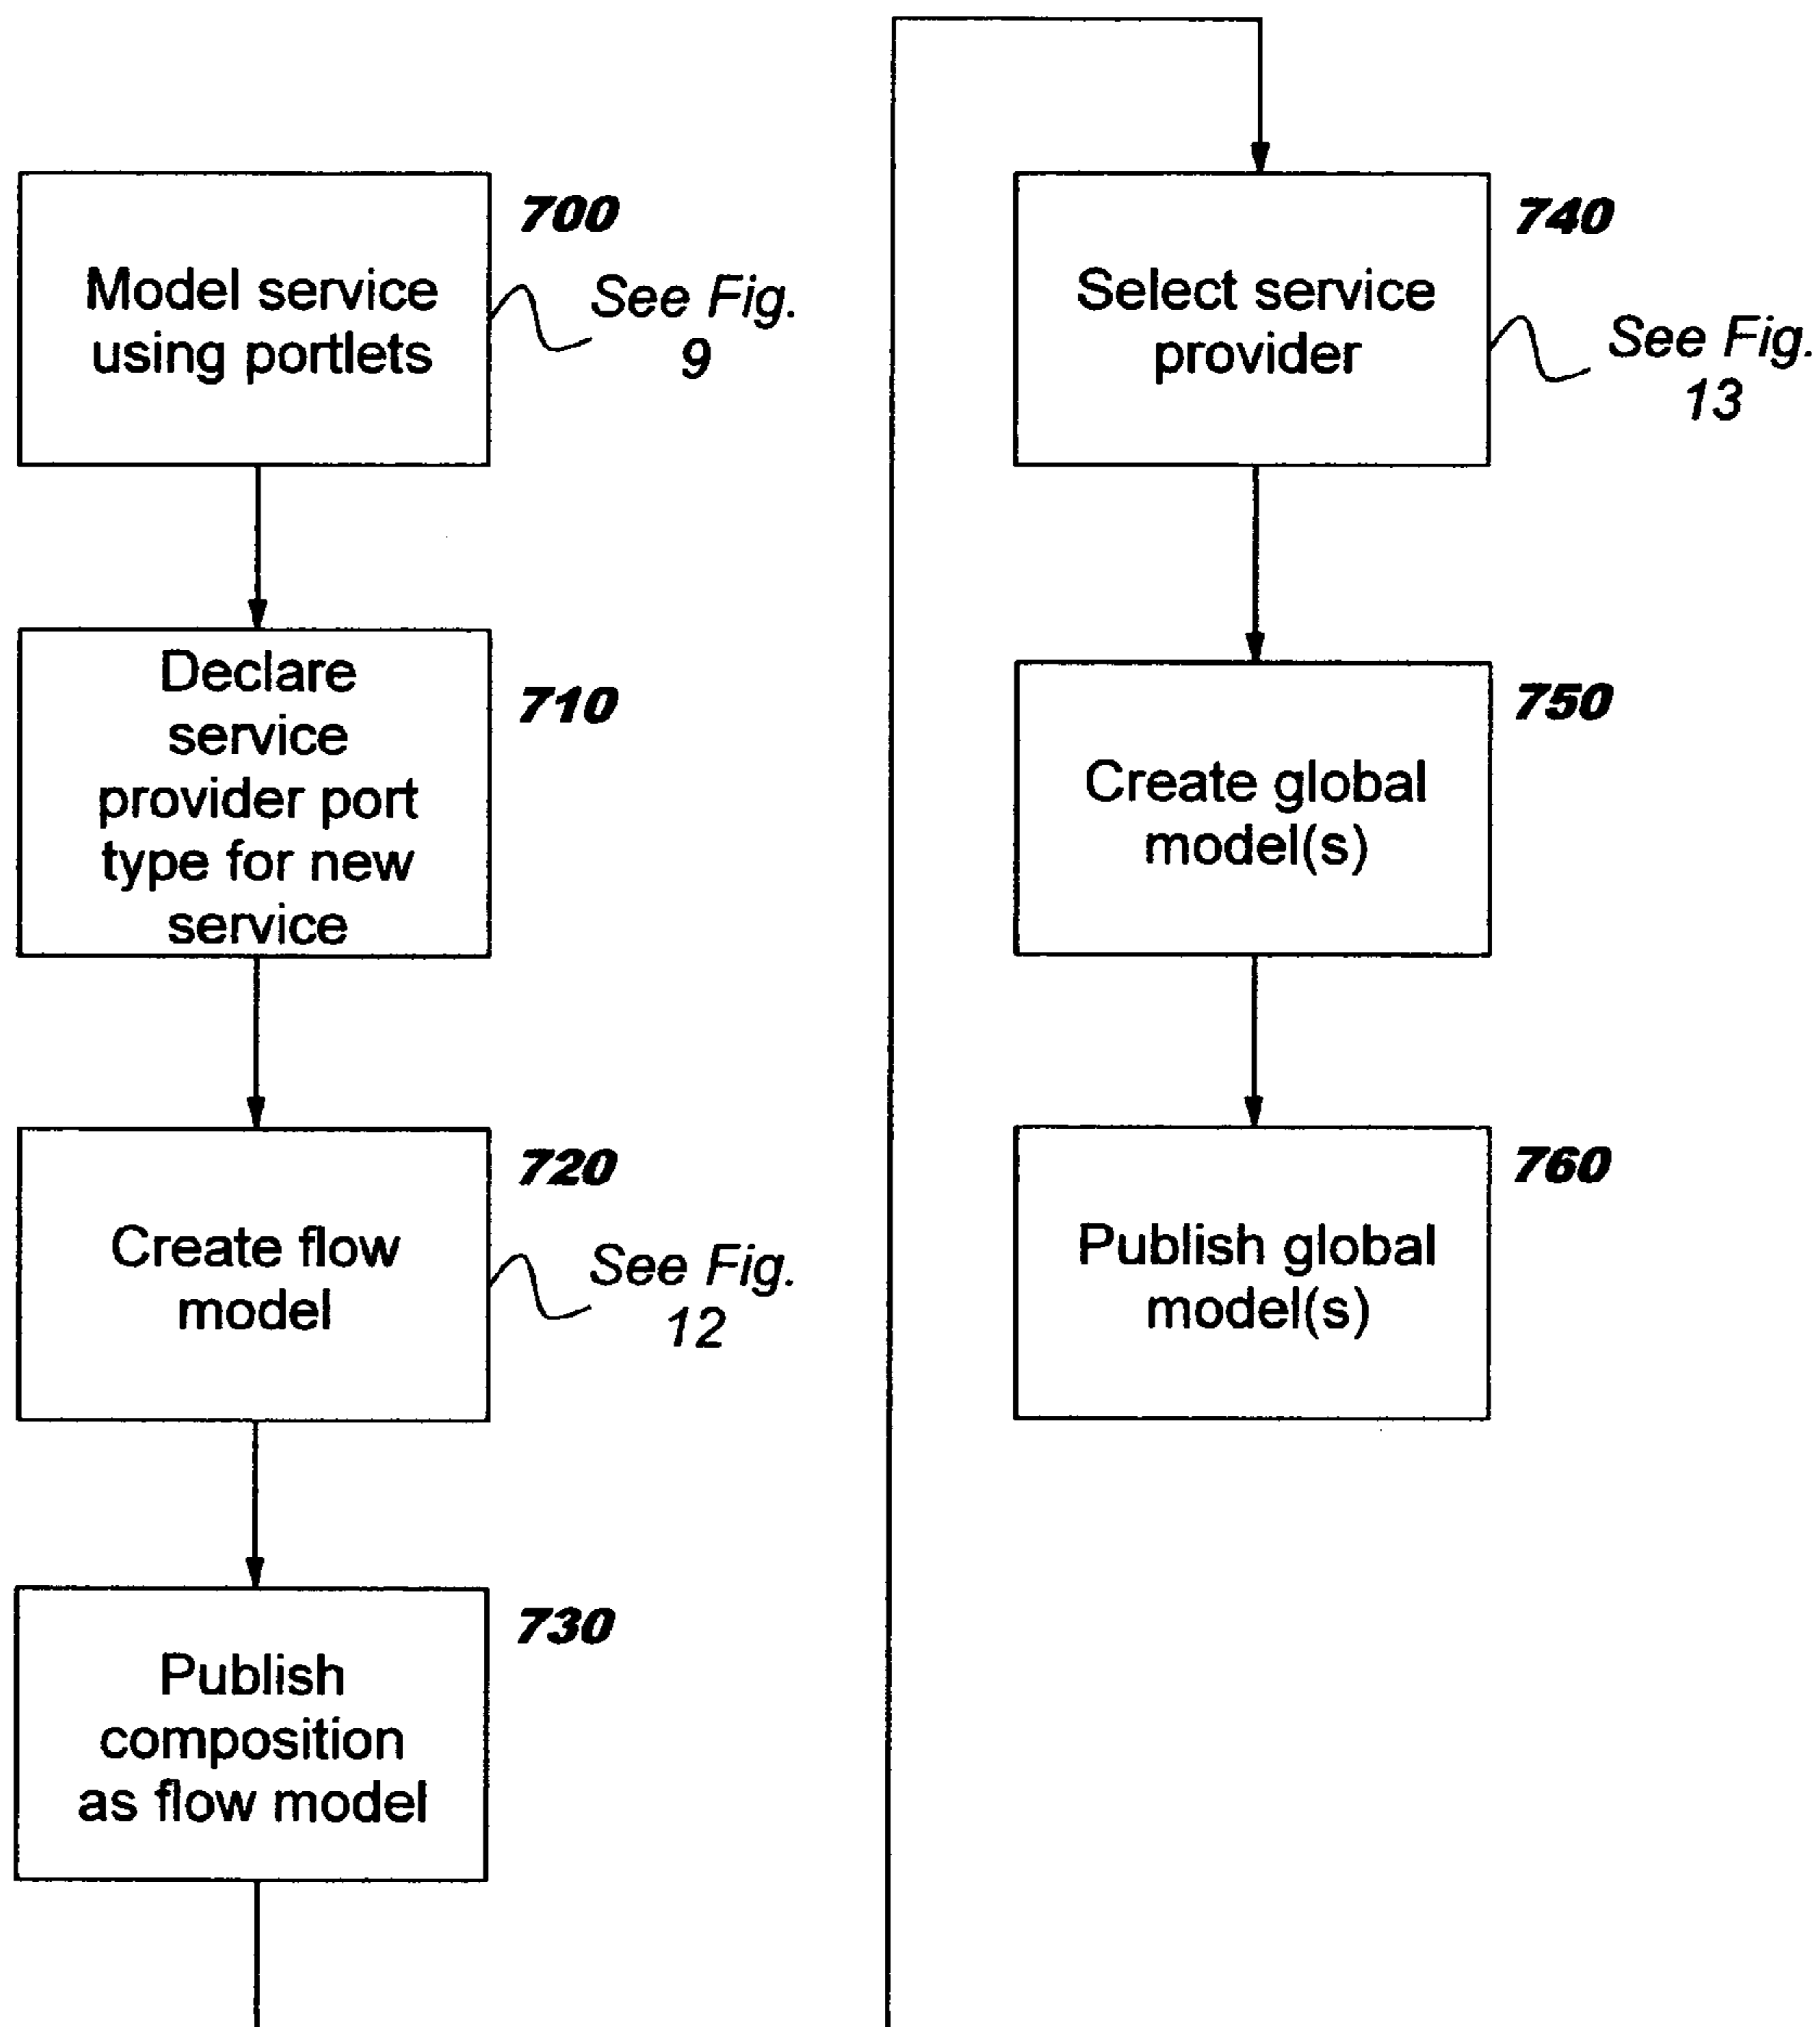 700
Model service
using portlets
See Fig.
9
710
Declare
service
provider port
type for new
service
720
Create flow
model
See Fig.
12
730
Publish
composition
as flow model
740
Select service
provider
See Fig.
13
750
Create global
model(s)
760
Publish global
model(s)